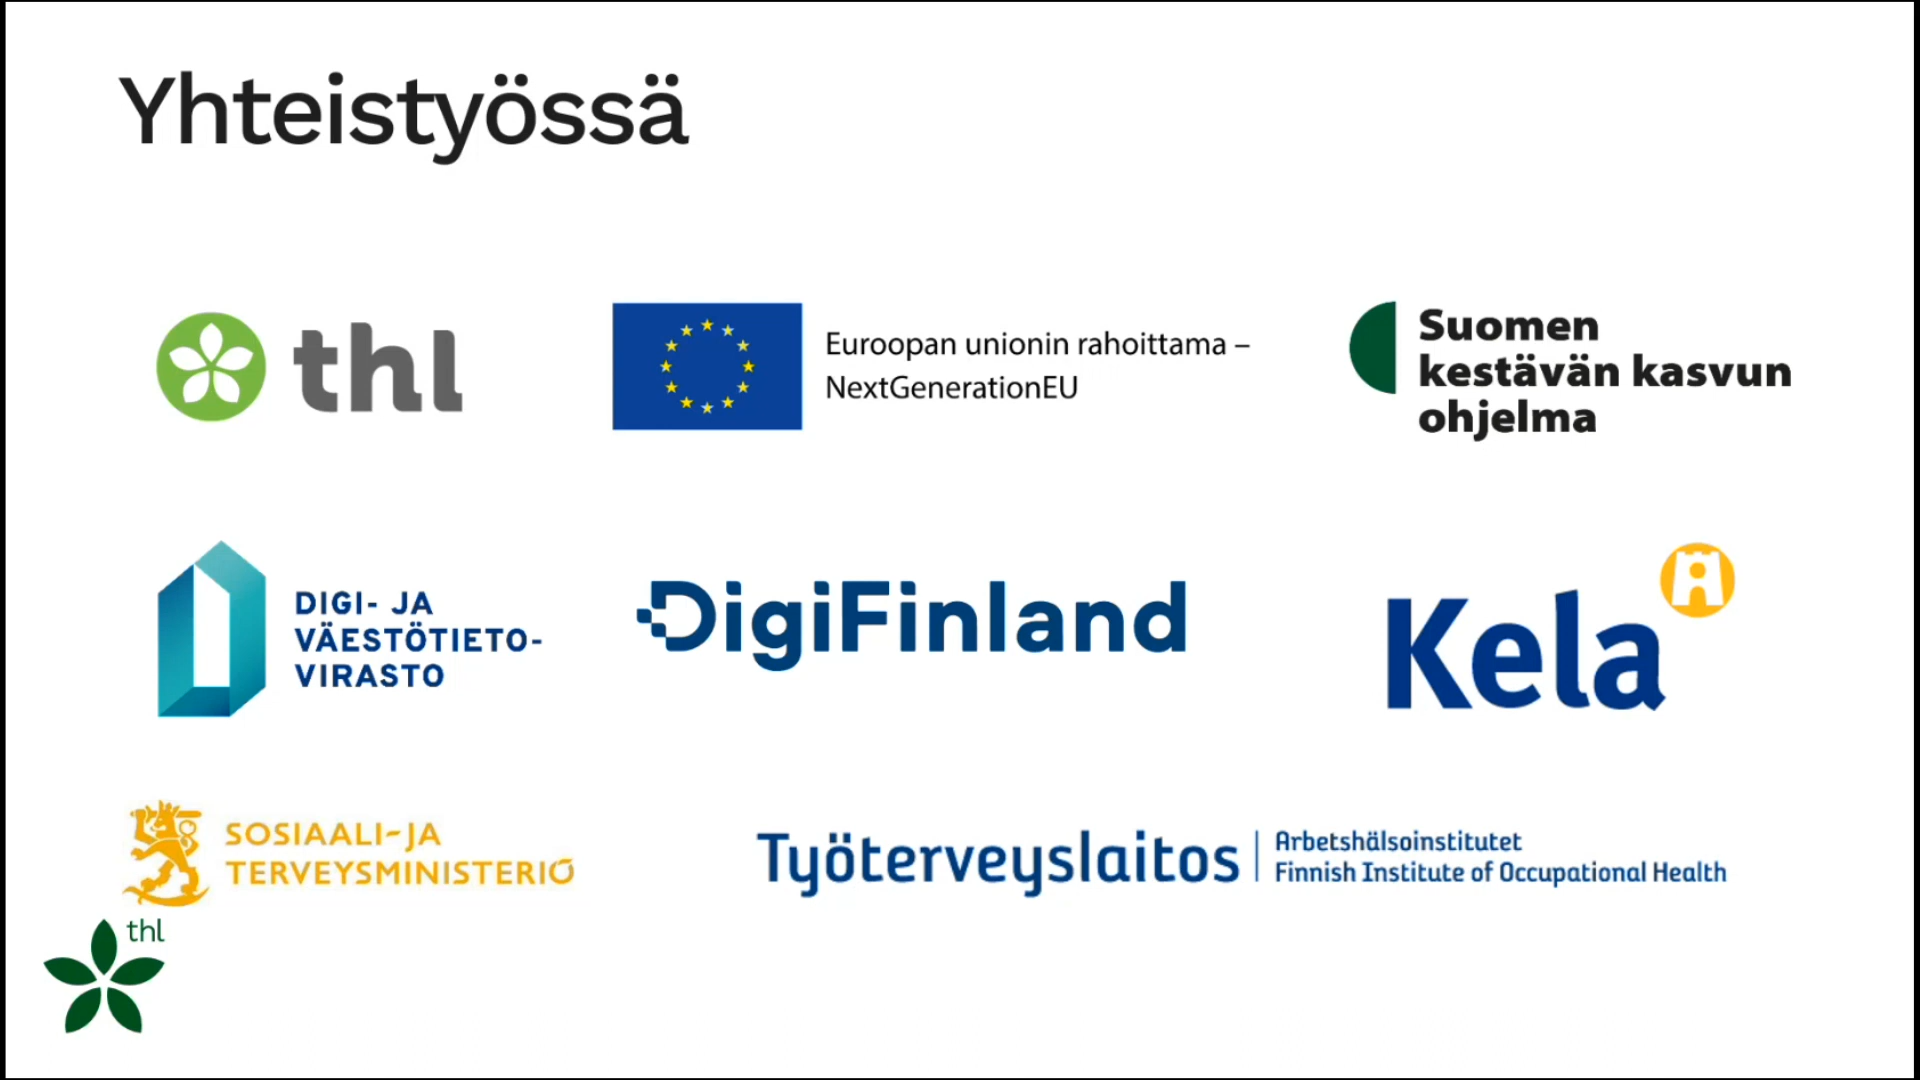 Yhteistyössä
thl
Euroopan unionin rahoittama –
NextGenerationEU
Suomen
kestävän kasvun
ohjelma
DIGI- JA
VÄESTÖTIETO-
VIRASTO
DigiFinland
Kela
SOSIAALI- JA
TERVEYSMINISTERIÖ
Työterveyslaitos
Arbetshälsoinstitutet
Finnish Institute of Occupational Health
thl